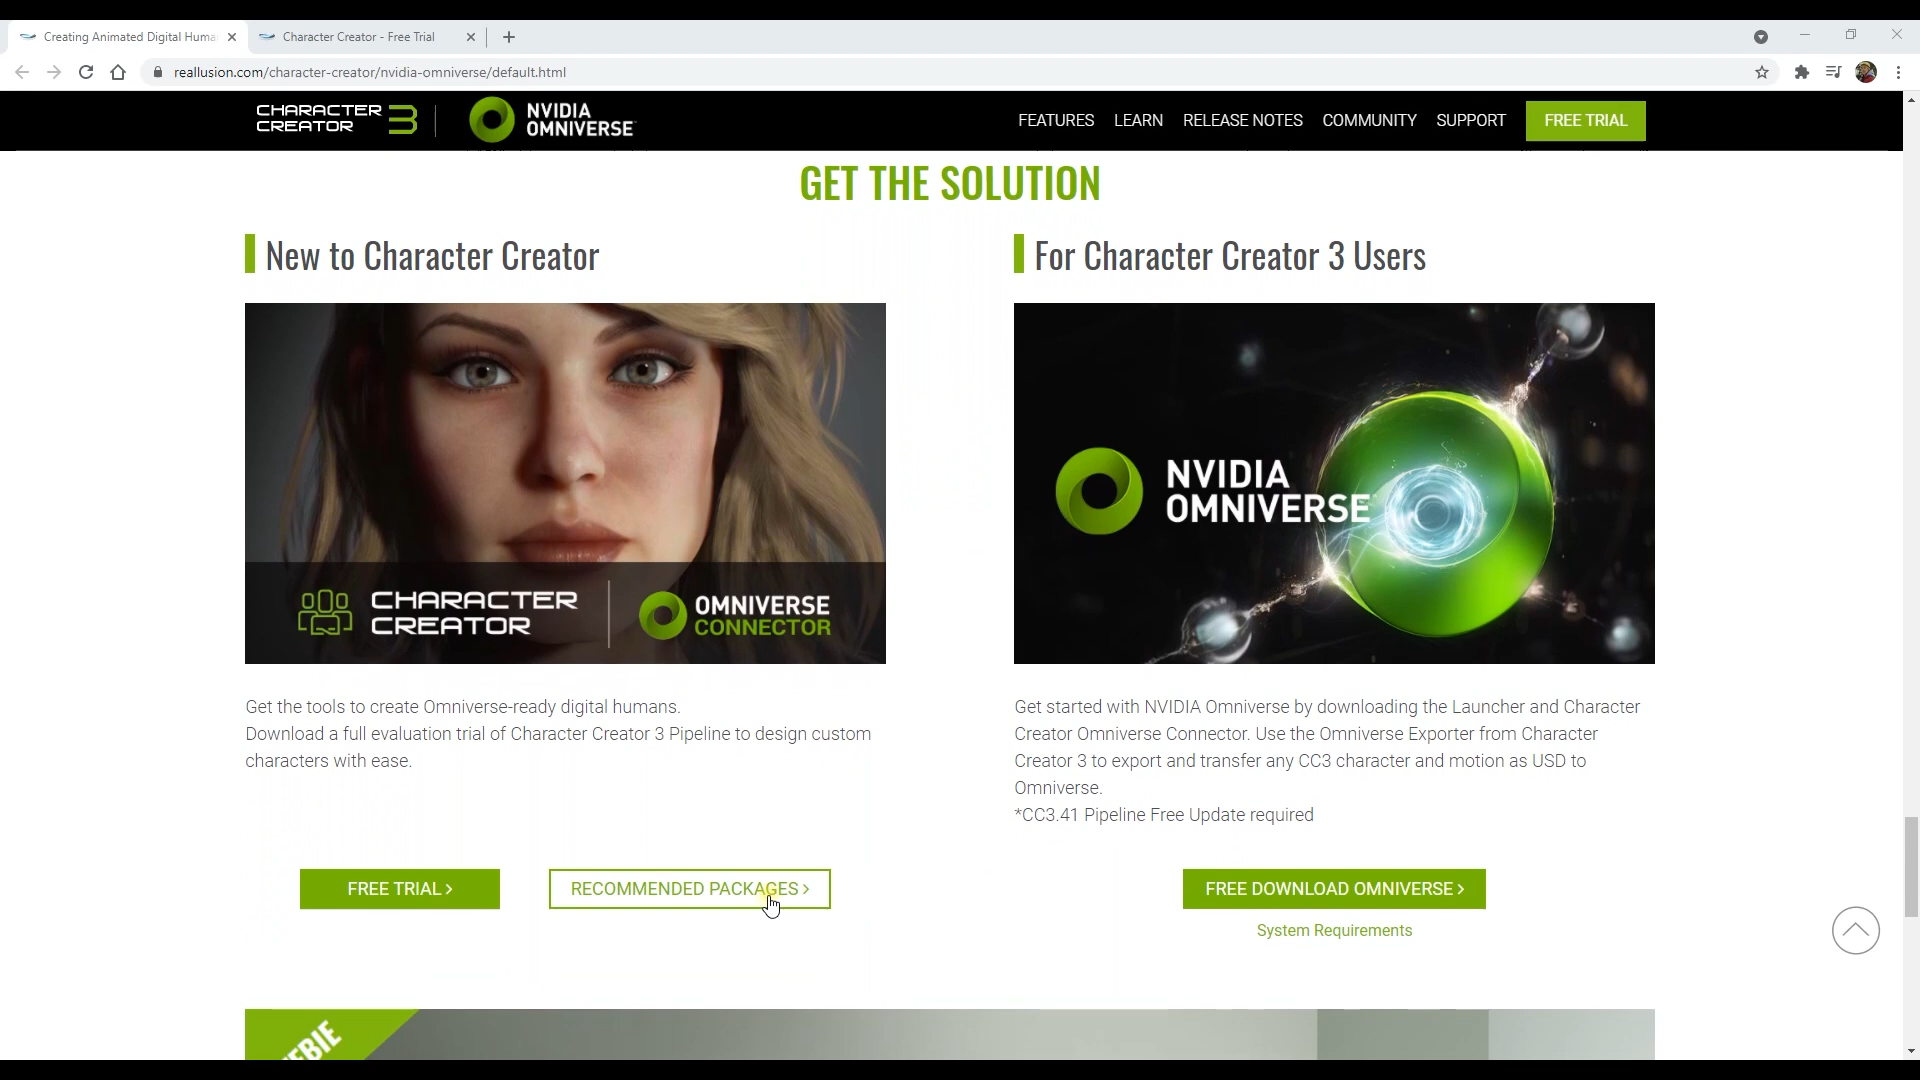 Creating Animated Digital Huma
Character Creator - Free Trial
reallusion.com/character-creator/nvidia-omniverse/default.html
CHARACTER CREATOR 3
NVIDIA OMNIVERSE
FEATURES LEARN RELEASE NOTES COMMUNITY SUPPORT FREE TRIAL
GET THE SOLUTION
New to Character Creator
CHARACTER CREATOR
OMNIVERSE CONNECTOR
Get the tools to create Omniverse-ready digital humans.
Download a full evaluation trial of Character Creator 3 Pipeline to design custom
characters with ease.
FREE TRIAL >
RECOMMENDED PACKAGES >
For Character Creator 3 Users
NVIDIA
OMNIVERSE
Get started with NVIDIA Omniverse by downloading the Launcher and Character
Creator Omniverse Connector. Use the Omniverse Exporter from Character
Creator 3 to export and transfer any CC3 character and motion as USD to
Omniverse.
*CC3.41 Pipeline Free Update required
FREE DOWNLOAD OMNIVERSE >
System Requirements